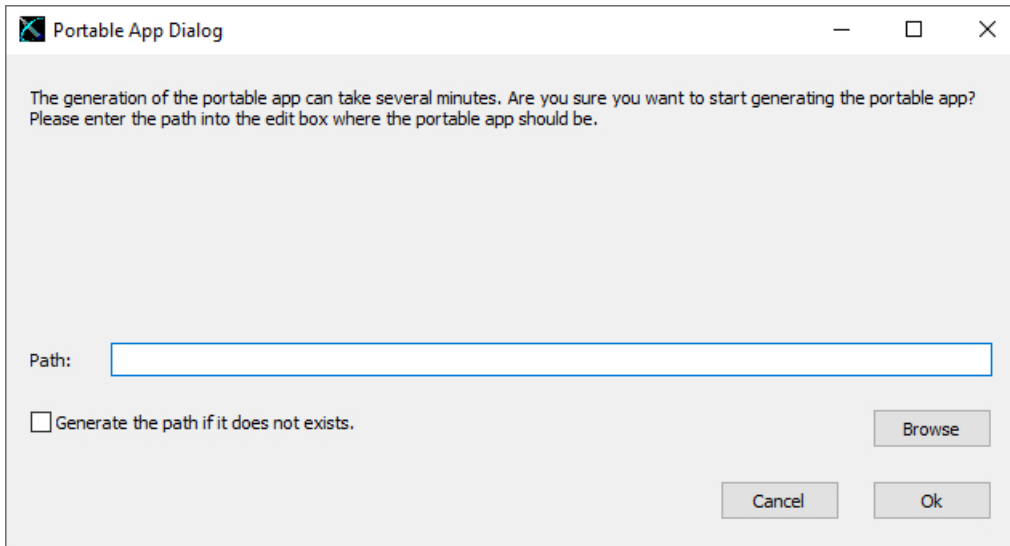 Portable App Dialog
The generation of the portable app can take several minutes. Are you sure you want to start generating the portable app?
Please enter the path into the edit box where the portable app should be.
Path:
Generate the path if it does not exists.
Browse
Cancel
Ok